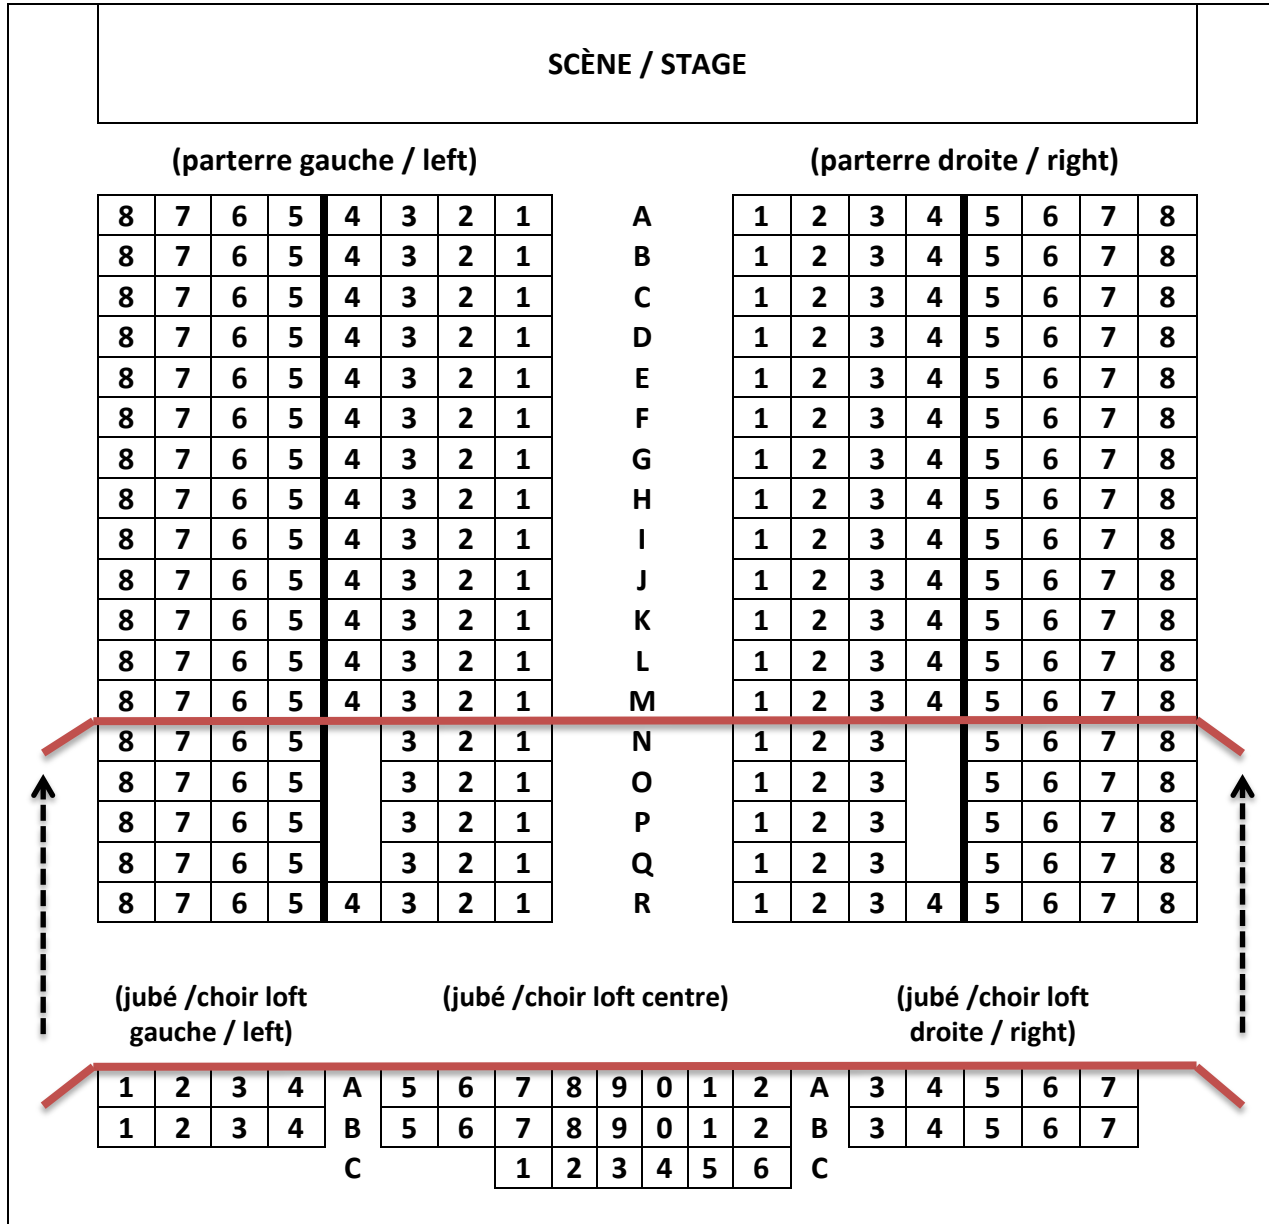 SCÈNE / STAGE
(parterre gauche / left) (parterre droite / right)
8 7 6 5 4 3 2 1 A 1 2 3 4 5 6 7 8
8 7 6 5 4 3 2 1 B 1 2 3 4 5 6 7 8
8 7 6 5 4 3 2 1 C 1 2 3 4 5 6 7 8
8 7 6 5 4 3 2 1 D 1 2 3 4 5 6 7 8
8 7 6 5 4 3 2 1 E 1 2 3 4 5 6 7 8
8 7 6 5 4 3 2 1 F 1 2 3 4 5 6 7 8
8 7 6 5 4 3 2 1 G 1 2 3 4 5 6 7 8
8 7 6 5 4 3 2 1 H 1 2 3 4 5 6 7 8
8 7 6 5 4 3 2 1 I 1 2 3 4 5 6 7 8
8 7 6 5 4 3 2 1 J 1 2 3 4 5 6 7 8
8 7 6 5 4 3 2 1 K 1 2 3 4 5 6 7 8
8 7 6 5 4 3 2 1 L 1 2 3 4 5 6 7 8
8 7 6 5 4 3 2 1 M 1 2 3 4 5 6 7 8
8 7 6 5 3 2 1 N 1 2 3 5 6 7 8
8 7 6 5 3 2 1 O 1 2 3 5 6 7 8
8 7 6 5 3 2 1 P 1 2 3 5 6 7 8
8 7 6 5 3 2 1 Q 1 2 3 5 6 7 8
8 7 6 5 4 3 2 1 R 1 2 3 4 5 6 7 8
(jubé /choir loft
gauche / left)
(jubé /choir loft centre)
(jubé /choir loft
droite / right)
1 2 3 4 A 5 6 7 8 9 0 1 2 A 3 4 5 6 7
1 2 3 4 B 5 6 7 8 9 0 1 2 B 3 4 5 6 7
C 1 2 3 4 5 6 C